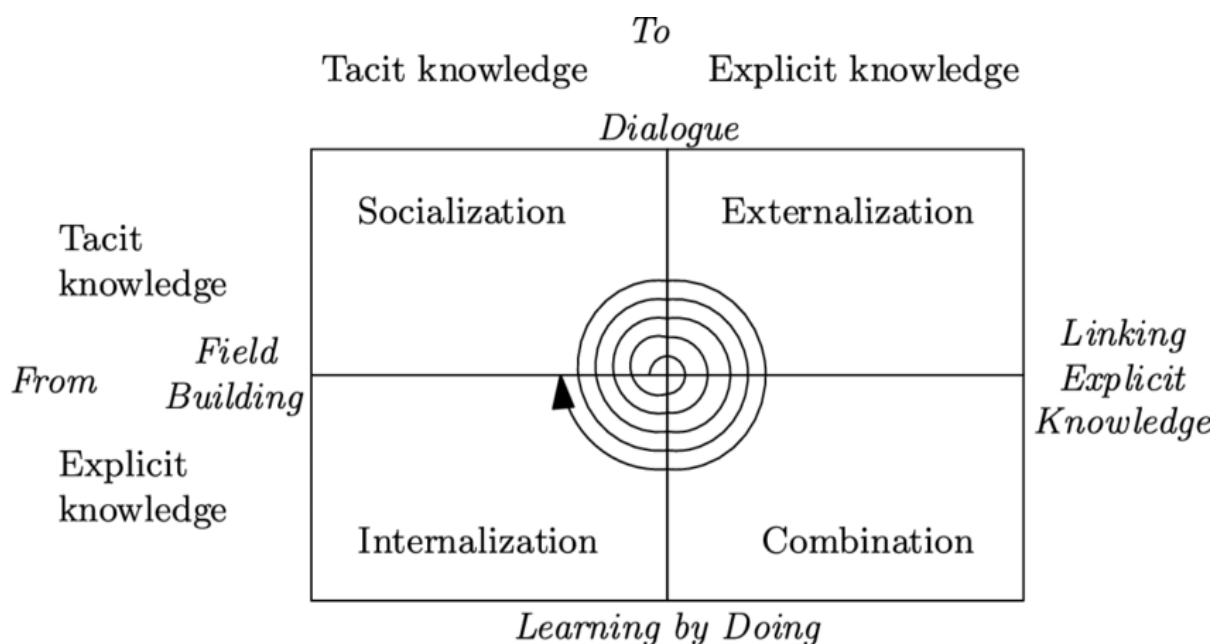 To
Tacit knowledge Explicit knowledge
Dialogue
Socialization Externalization
Tacit
knowledge
Field
Building
From
Linking
Explicit
Knowledge
Explicit
knowledge
Internalization Combination
Learning by Doing